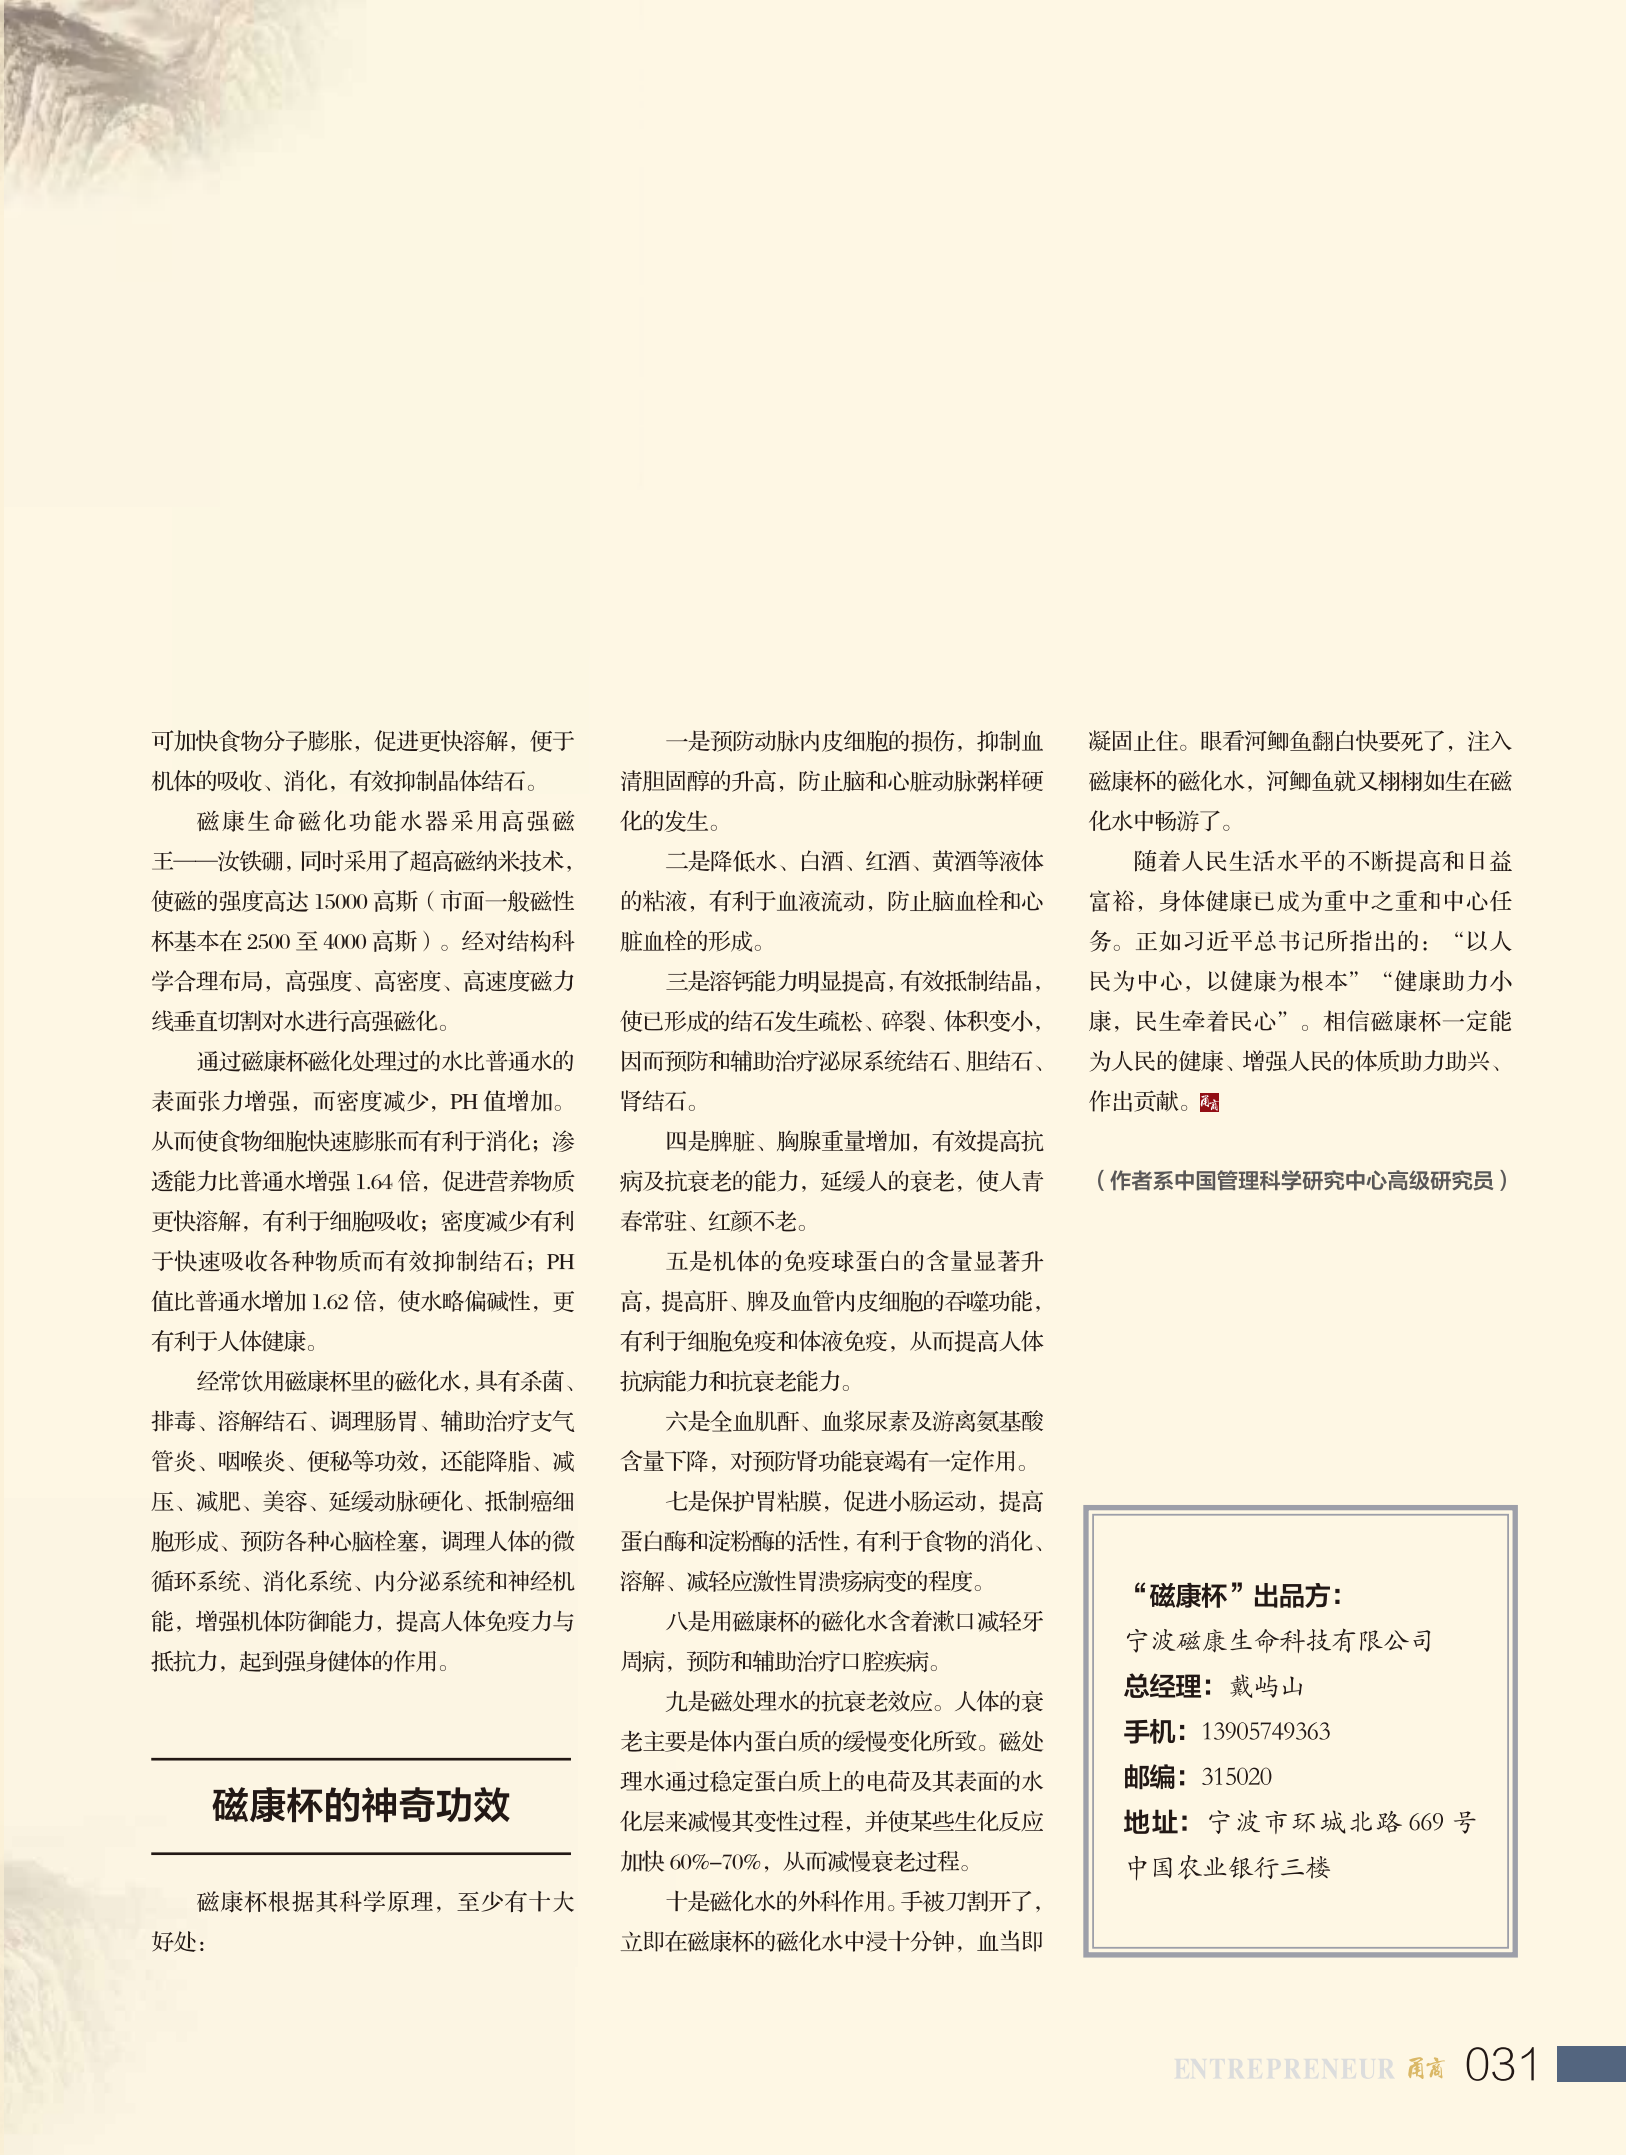 可加快食物分子膨胀，促进更快溶解，便于
机体的吸收、消化，有效抑制晶体结石。
磁康生命磁化功能水器采用高强磁
王——汝铁硼，同时采用了超高磁纳米技术，
使磁的强度高达 15000 高斯（市面一般磁性
杯基本在 2500 至 4000 高斯）。经对结构科
学合理布局，高强度、高密度、高速度磁力
线垂直切割对水进行高强磁化。
通过磁康杯磁化处理过的水比普通水的
表面张力增强，而密度减少，PH 值增加。
从而使食物细胞快速膨胀而有利于消化；渗
透能力比普通水增强 1.64 倍，促进营养物质
更快溶解，有利于细胞吸收；密度减少有利
于快速吸收各种物质而有效抑制结石；PH
值比普通水增加 1.62 倍，使水略偏碱性，更
有利于人体健康。
经常饮用磁康杯里的磁化水，具有杀菌、
排毒、溶解结石、调理肠胃、辅助治疗支气
管炎、咽喉炎、便秘等功效，还能降脂、减
压、减肥、美容、延缓动脉硬化、抵制癌细
胞形成、预防各种心脑栓塞，调理人体的微
循环系统、消化系统、内分泌系统和神经机
能，增强机体防御能力，提高人体免疫力与
抵抗力，起到强身健体的作用。
磁康杯的神奇功效
磁康杯根据其科学原理，至少有十大
好处：
一是预防动脉内皮细胞的损伤，抑制血
清胆固醇的升高，防止脑和心脏动脉粥样硬
化的发生。
二是降低水、白酒、红酒、黄酒等液体
的粘液，有利于血液流动，防止脑血栓和心
脏血栓的形成。
三是溶钙能力明显提高，有效抵制结晶，
使已形成的结石发生疏松、碎裂、体积变小，
因而预防和辅助治疗泌尿系统结石、胆结石、
肾结石。
四是脾脏、胸腺重量增加，有效提高抗
病及抗衰老的能力，延缓人的衰老，使人青
春常驻、红颜不老。
五是机体的免疫球蛋白的含量显著升
高，提高肝、脾及血管内皮细胞的吞噬功能，
有利于细胞免疫和体液免疫，从而提高人体
抗病能力和抗衰老能力。
六是全血肌酐、血浆尿素及游离氨基酸
含量下降，对预防肾功能衰竭有一定作用。
七是保护胃粘膜，促进小肠运动，提高
蛋白酶和淀粉酶的活性，有利于食物的消化、
溶解、减轻应激性胃溃疡病变的程度。
八是用磁康杯的磁化水含着漱口减轻牙
周病，预防和辅助治疗口腔疾病。
九是磁处理水的抗衰老效应。人体的衰
老主要是体内蛋白质的缓慢变化所致。磁处
理水通过稳定蛋白质上的电荷及其表面的水
化层来减慢其变性过程，并使某些生化反应
加快 60%–70%，从而减慢衰老过程。
十是磁化水的外科作用。手被刀割开了，
立即在磁康杯的磁化水中浸十分钟，血当即
凝固止住。眼看河鲫鱼翻白快要死了，注入
磁康杯的磁化水，河鲫鱼就又栩栩如生在磁
化水中畅游了。
随着人民生活水平的不断提高和日益
富裕，身体健康已成为重中之重和中心任
务。正如习近平总书记所指出的：“以人
民为中心，以健康为根本”“健康助力小
康，民生牵着民心”。相信磁康杯一定能
为人民的健康、增强人民的体质助力助兴、
作出贡献。甬商
（作者系中国管理科学研究中心高级研究员）
“磁康杯”出品方：
宁波磁康生命科技有限公司
总经理：戴屿山
手机：13905749363
邮编：315020
地址：宁波市环城北路 669 号
中国农业银行三楼
ENTREPRENEUR 甬商 031